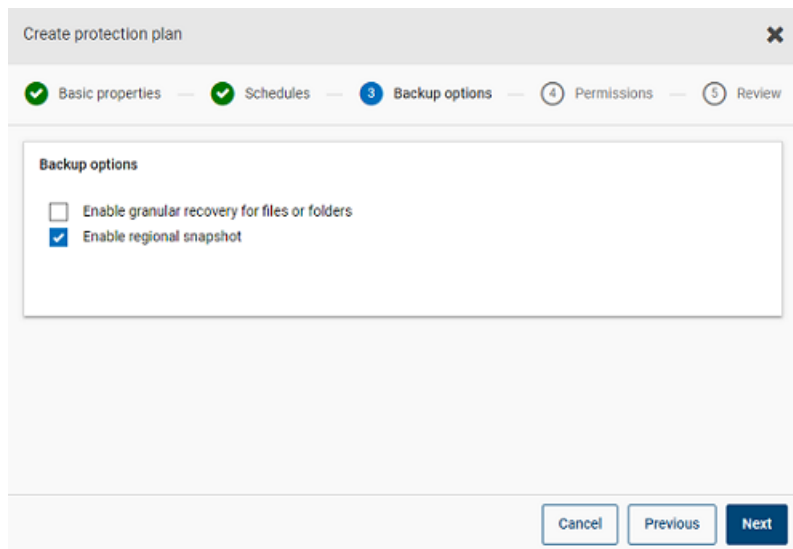 Create protection plan
Basic properties
Schedules
3 Backup options
4 Permissions
5 Review
Backup options
Enable granular recovery for files or folders
Enable regional snapshot
Cancel
Previous
Next